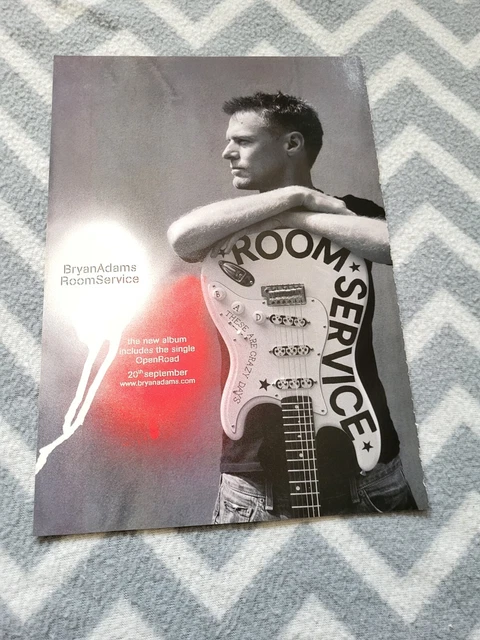 BryanAdams
RoomService
the new album
includes the single
OpenRoad
20th september
www.bryanadams.com
ROOM★SERVICE★
B A D
THESE ARE CRAZY DAYS